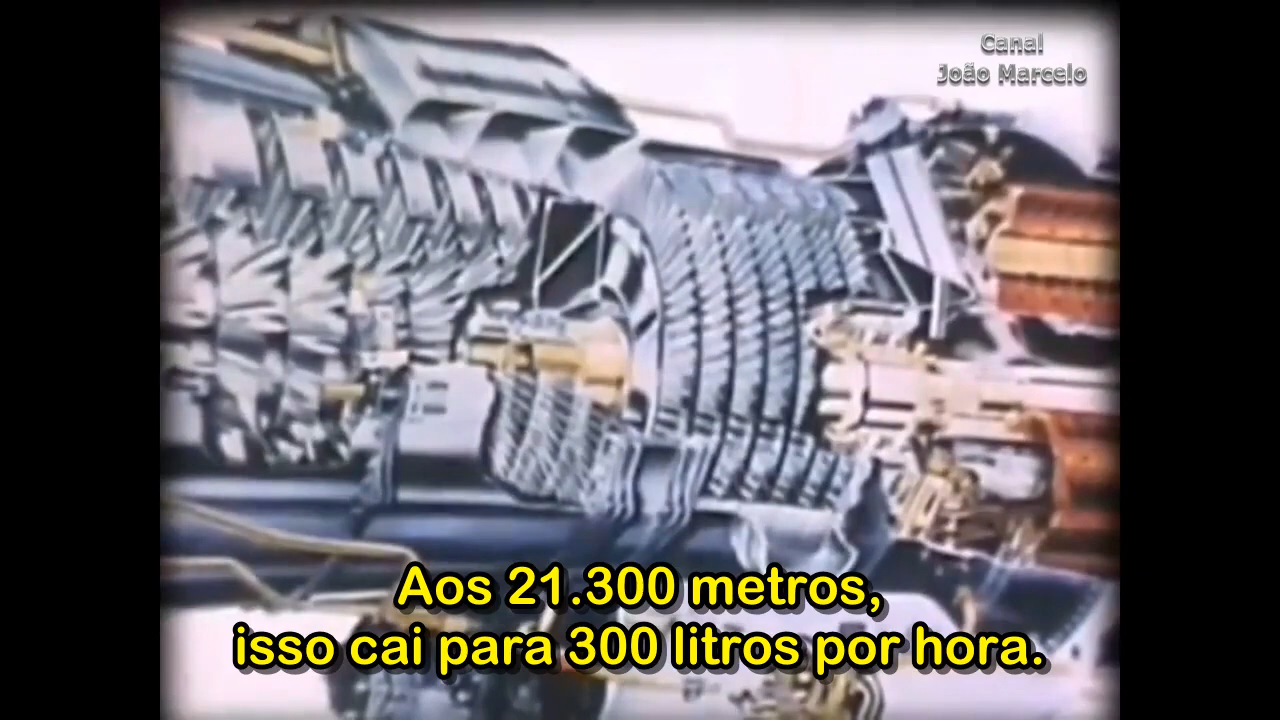 Canal
João Marcelo
Aos 21.300 metros,
isso cai para 300 litros por hora.